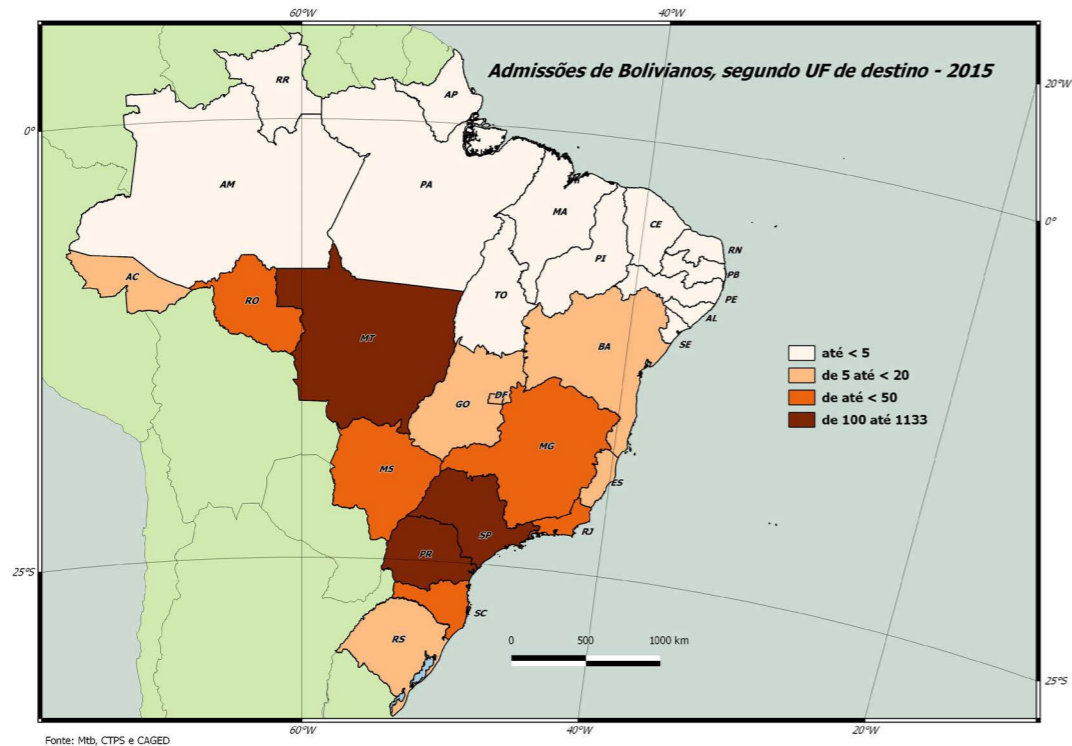 60°W
40°W
Admissões de Bolivianos, segundo UF de destino - 2015
20°W
RR
AP
0°
AM
PA
MA
CE
0°
RN
PI
PB
AC
PE
RO
TO
AL
MT
BA
SE
até < 5
de 5 até < 20
GO
DF
de até < 50
de 100 até 1133
MG
MS
ES
SP
RJ
PR
25°S
SC
RS
0 500 1000 km
25°S
60°W
40°W
20°W
Fonte: Mtb, CTPS e CAGED